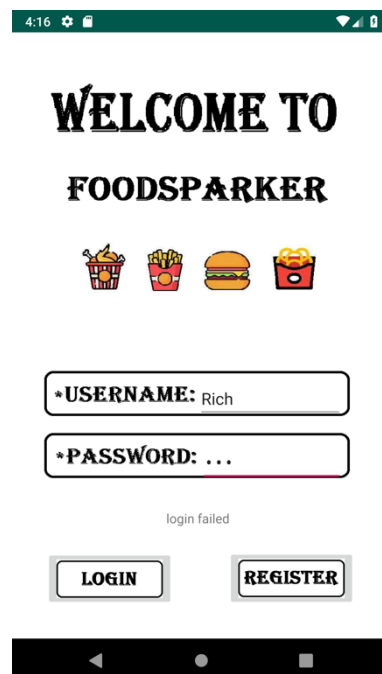 4:16
WELCOME TO
FOODSPARKER
*USERNAME: Rich
*PASSWORD: ...
login failed
LOGIN REGISTER